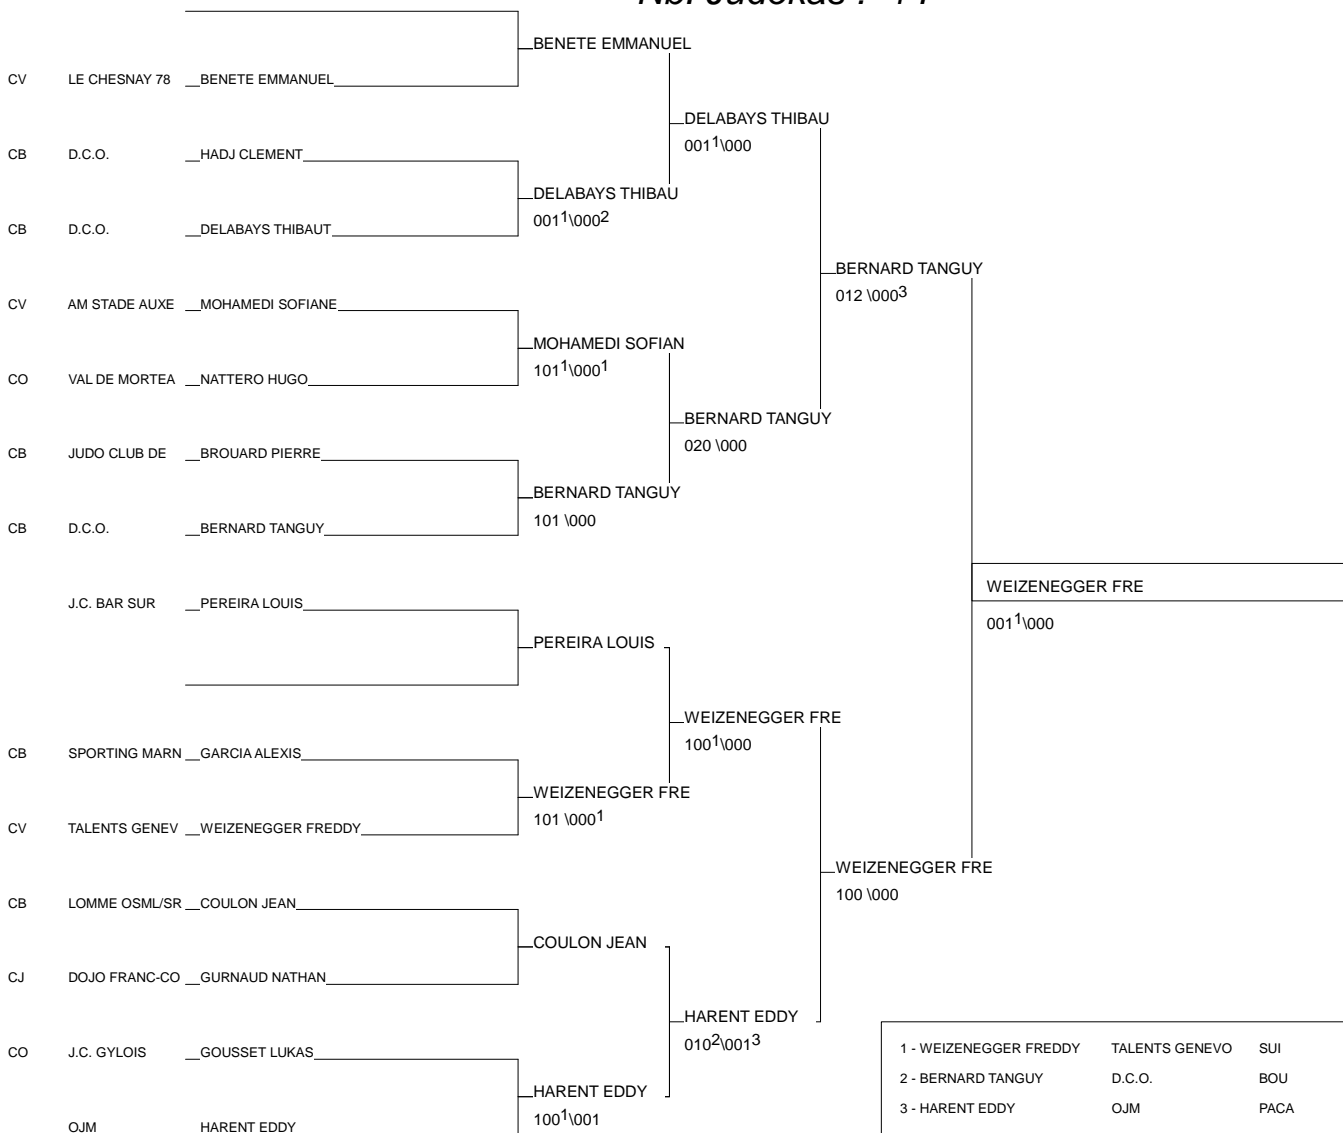 Nbr Judokas : 14
BENETE EMMANUEL
CV LE CHESNAY 78 BENETE EMMANUEL
DELABAYS THIBAU
001¹\000
CB D.C.O. HADJ CLEMENT
DELABAYS THIBAU
001¹\000²
CB D.C.O. DELABAYS THIBAUT
BERNARD TANGUY
012 \000³
CV AM STADE AUXE MOHAMEDI SOFIANE
MOHAMEDI SOFIAN
101¹\000¹
CO VAL DE MORTEA NATTERO HUGO
BERNARD TANGUY
020 \000
CB JUDO CLUB DE BROUARD PIERRE
BERNARD TANGUY
101 \000
CB D.C.O. BERNARD TANGUY
WEIZENEGGER FRE
001¹\000
J.C. BAR SUR PEREIRA LOUIS
PEREIRA LOUIS
WEIZENEGGER FRE
100¹\000
CB SPORTING MARN GARCIA ALEXIS
WEIZENEGGER FRE
101 \000¹
CV TALENTS GENEV WEIZENEGGER FREDDY
WEIZENEGGER FRE
100 \000
CB LOMME OSML/SR COULON JEAN
COULON JEAN
CJ DOJO FRANC-CO GURNAUD NATHAN
HARENT EDDY
010²\001³
CO J.C. GYLOIS GOUSSET LUKAS
HARENT EDDY
100¹\001
OJM HARENT EDDY
1 - WEIZENEGGER FREDDY TALENTS GENEVO SUI
2 - BERNARD TANGUY D.C.O. BOU
3 - HARENT EDDY OJM PACA